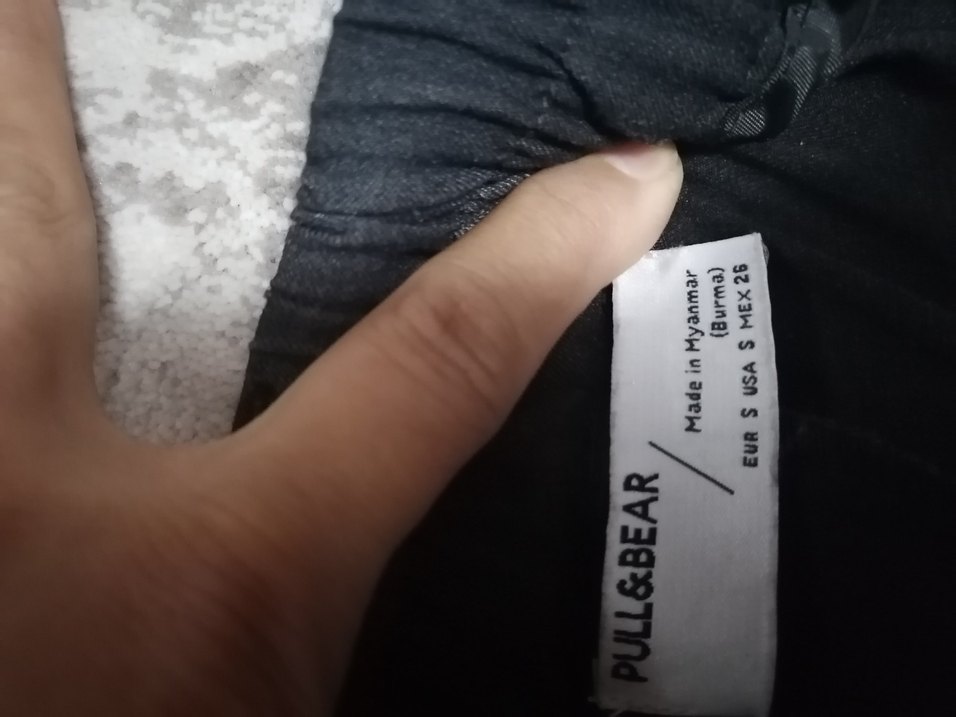 PULL&BEAR
Made in Myanmar
(Burma)
EUR S USA S MEX 26